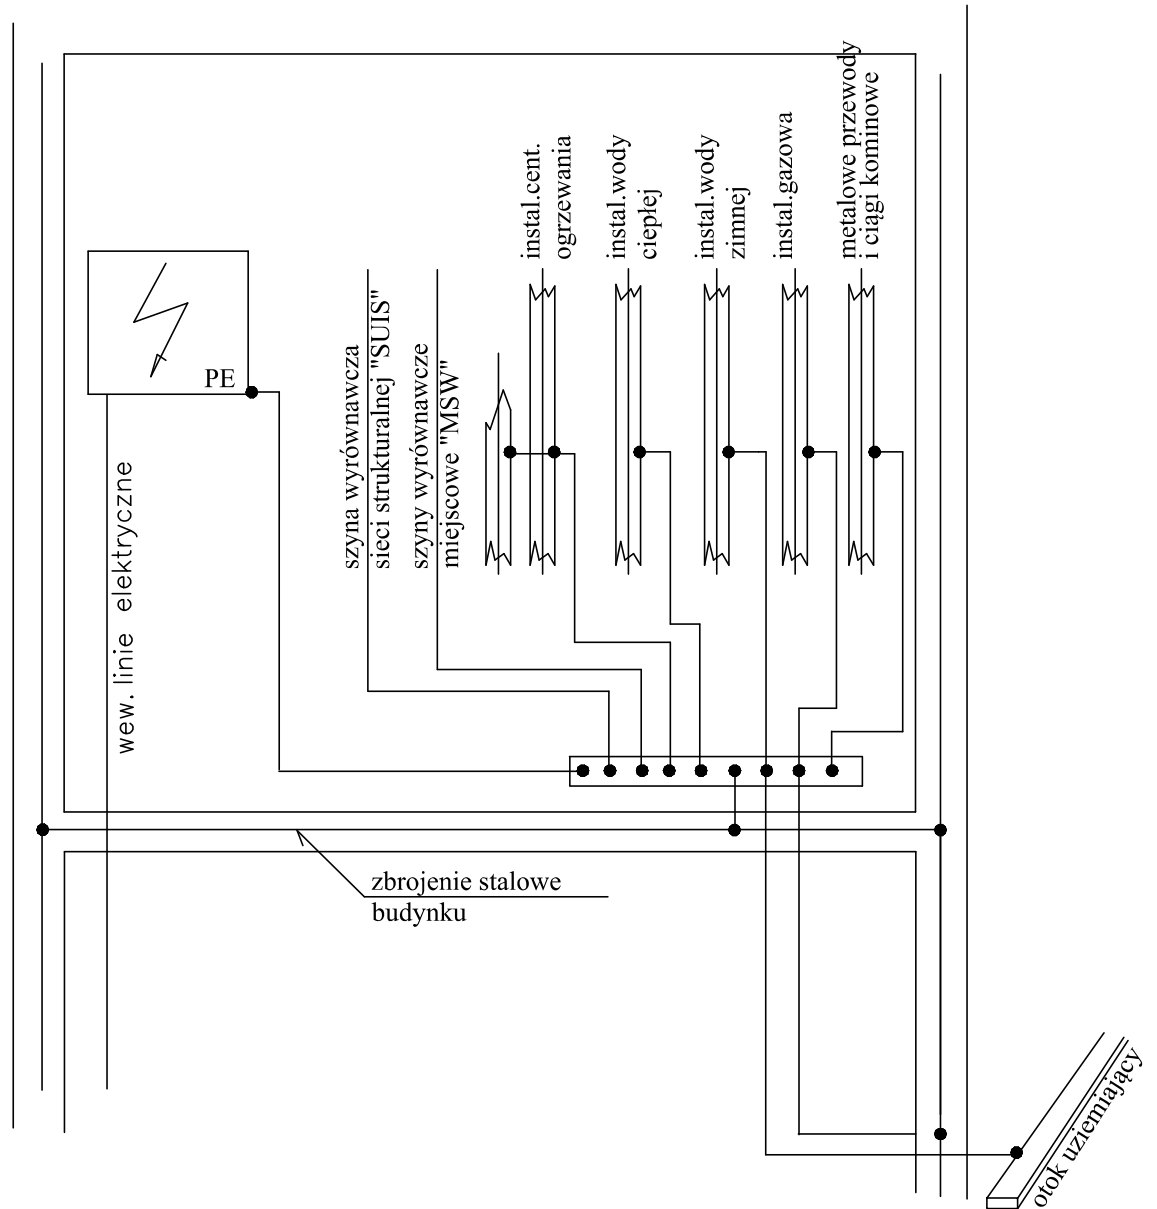 PE
wew. linie elektryczne
szyna wyrównawcza
sieci strukturalnej "SUIS"
szyny wyrównawcze
miejscowe "MSW"
instal.cent.
ogrzewania
instal.wody
ciepłej
instal.wody
zimnej
instal.gazowa
metalowe przewody
i ciągi kominowe
zbrojenie stalowe
budynku
otok uziemiający